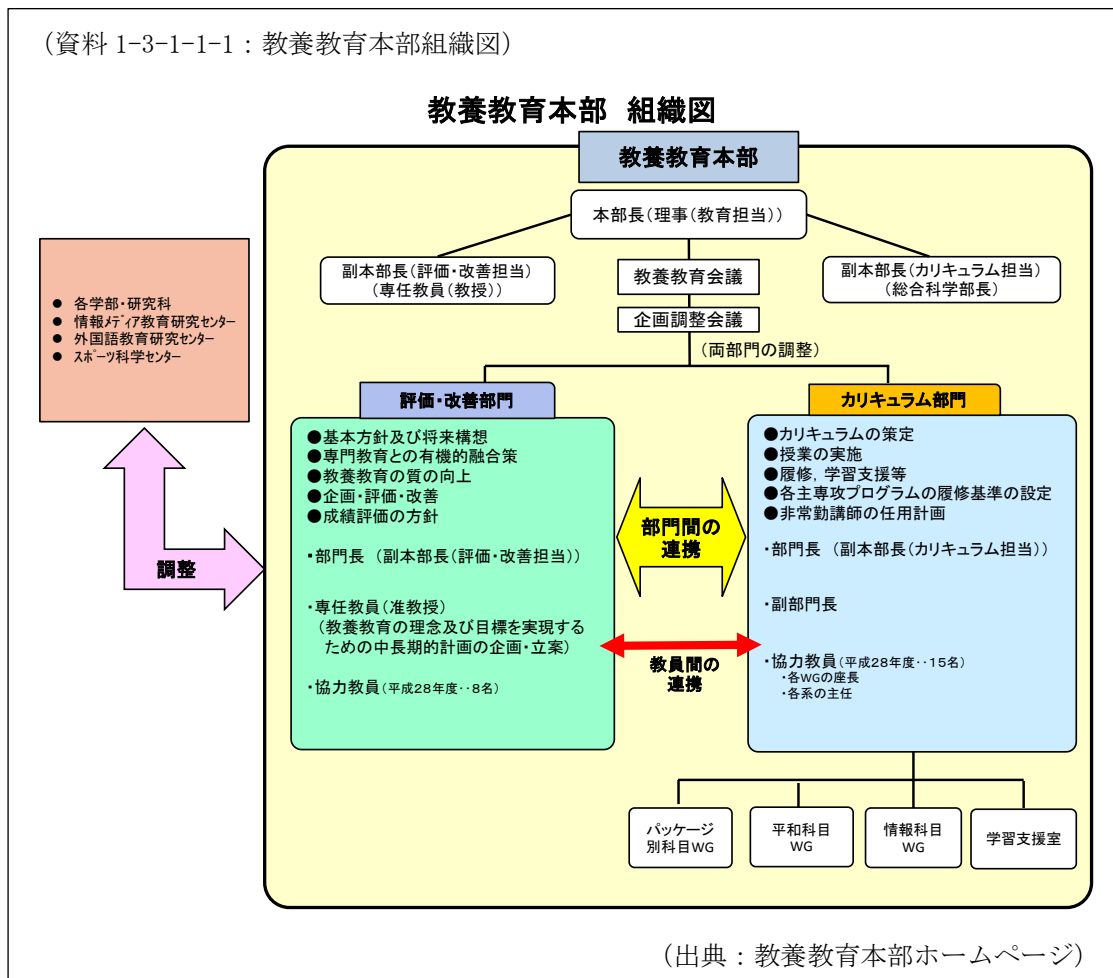 (資料 1-3-1-1-1：教養教育本部組織図)
教養教育本部 組織図
教養教育本部
本部長(理事(教育担当))
副本部長(評価・改善担当)
(専任教員(教授))
教養教育会議
企画調整会議
副本部長(カリキュラム担当)
(総合科学部長)
(両部門の調整)
● 各学部・研究科
● 情報ﾒﾃﾞｨｱ教育研究ｾﾝﾀｰ
● 外国語教育研究ｾﾝﾀｰ
● ｽﾎﾟｰﾂ科学ｾﾝﾀｰ
調整
評価・改善部門
●基本方針及び将来構想
●専門教育との有機的融合策
●教養教育の質の向上
●企画・評価・改善
●成績評価の方針
・部門長 (副本部長(評価・改善担当))
・専任教員(准教授)
(教養教育の理念及び目標を実現する
ための中長期的計画の企画・立案)
・協力教員(平成28年度‥8名)
部門間の
連携
教員間の
連携
カリキュラム部門
●カリキュラムの策定
●授業の実施
●履修，学習支援等
●各主専攻プログラムの履修基準の設定
●非常勤講師の任用計画
・部門長 (副本部長(カリキュラム担当))
・副部門長
・協力教員(平成28年度‥15名)
・各WGの座長
・各系の主任
パッケージ
別科目WG
平和科目
WG
情報科目
WG
学習支援室
(出典：教養教育本部ホームページ)